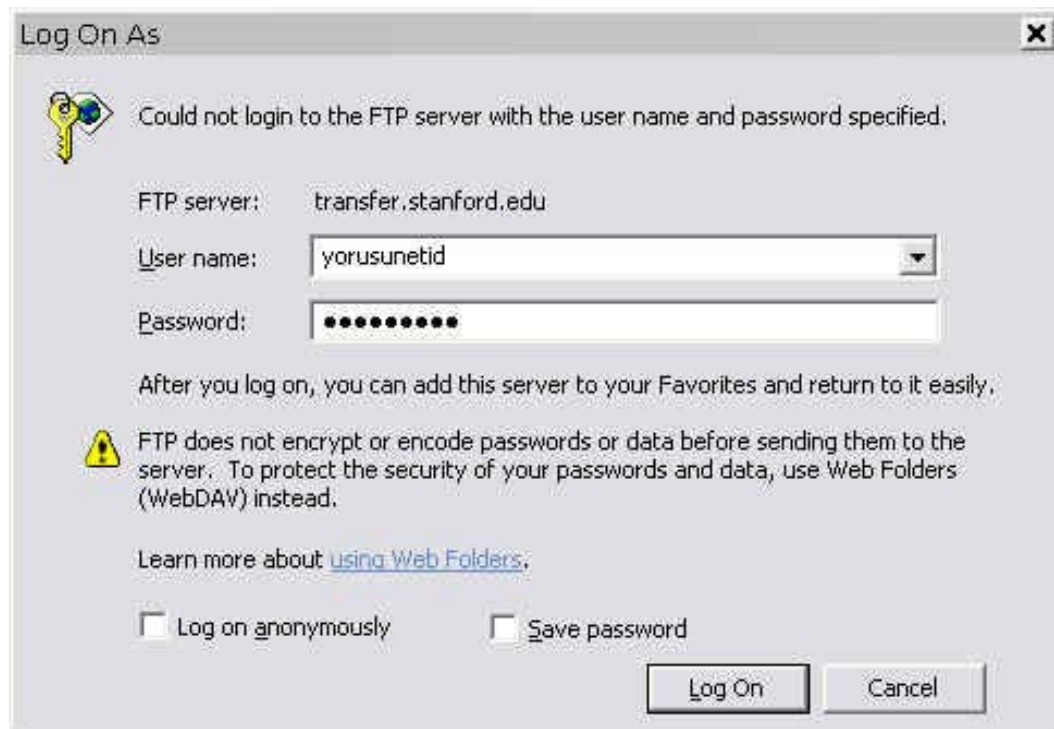 Log On As
Could not login to the FTP server with the user name and password specified.
FTP server: transfer.stanford.edu
User name: yorusunetid
Password: •••••••••
After you log on, you can add this server to your Favorites and return to it easily.
FTP does not encrypt or encode passwords or data before sending them to the
server. To protect the security of your passwords and data, use Web Folders
(WebDAV) instead.
Learn more about using Web Folders.
Log on anonymously Save password
Log On Cancel